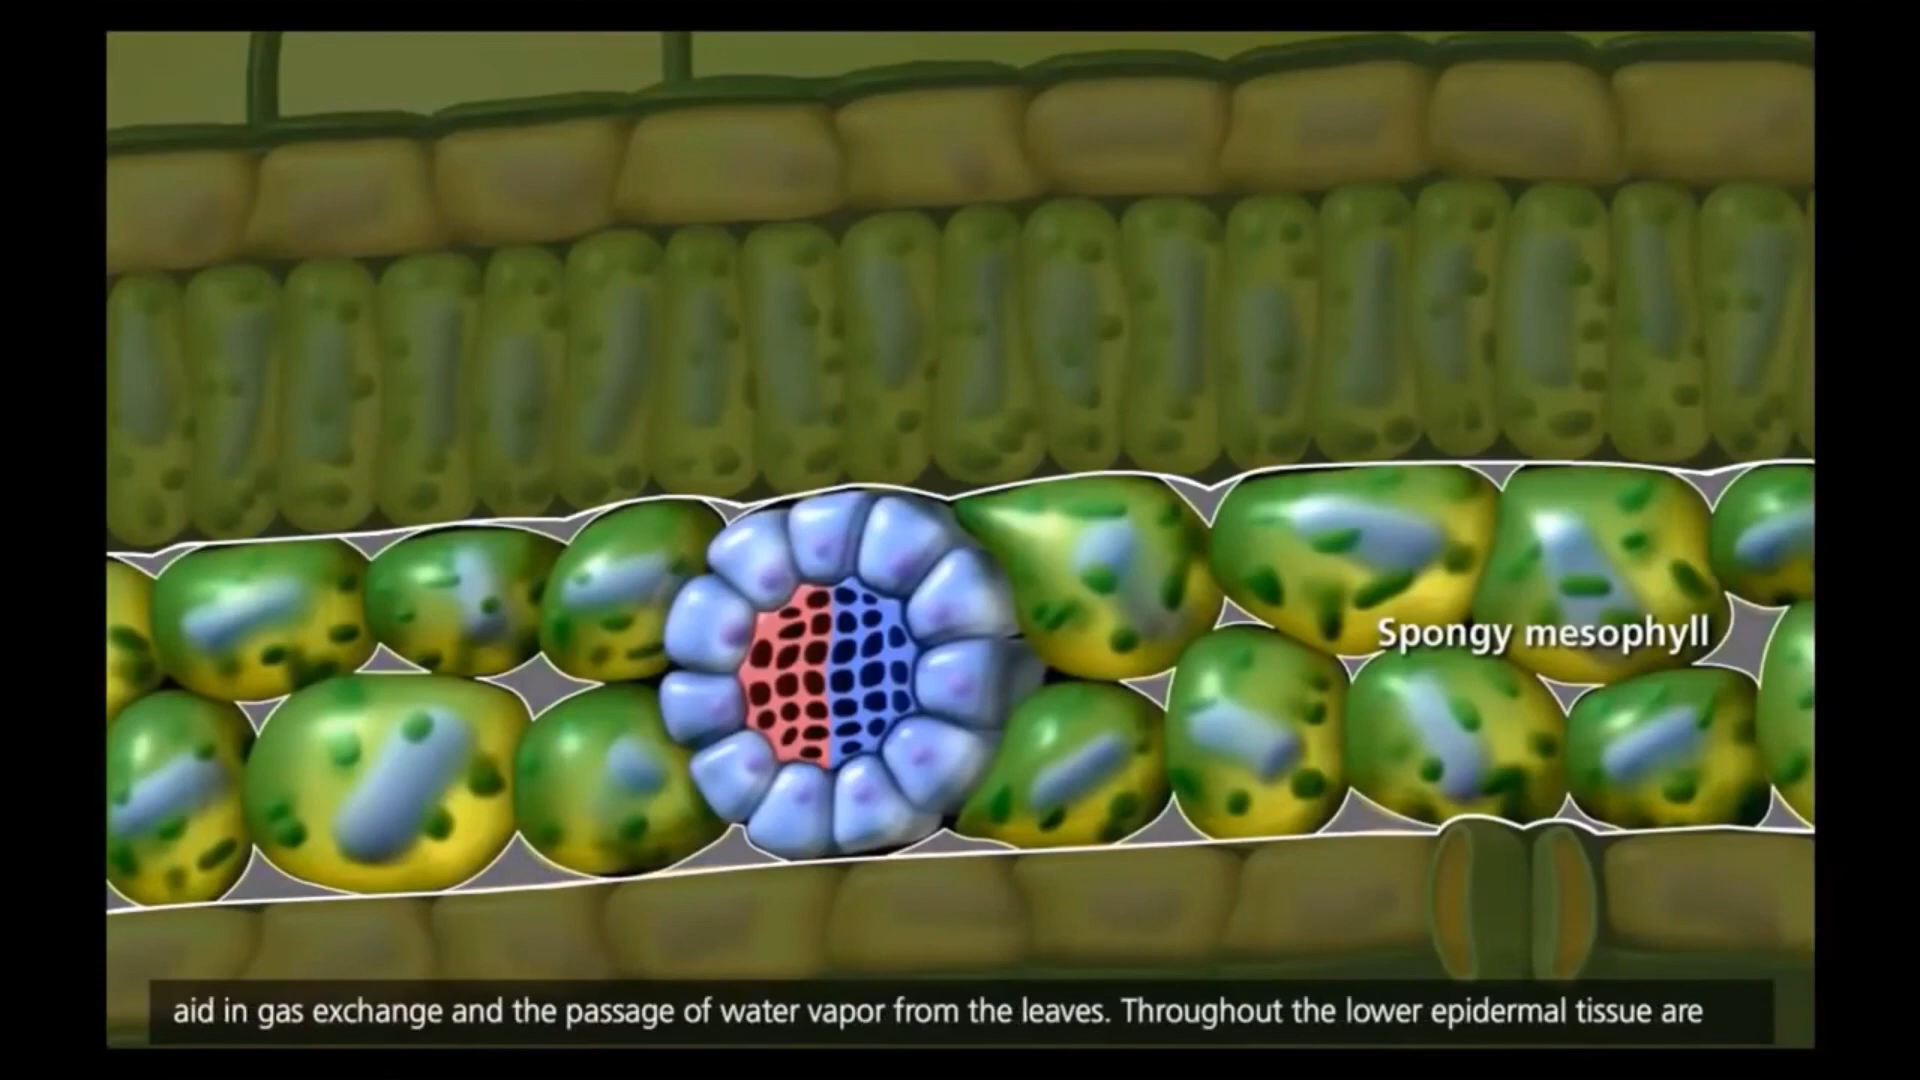 Spongy mesophyll
aid in gas exchange and the passage of water vapor from the leaves. Throughout the lower epidermal tissue are